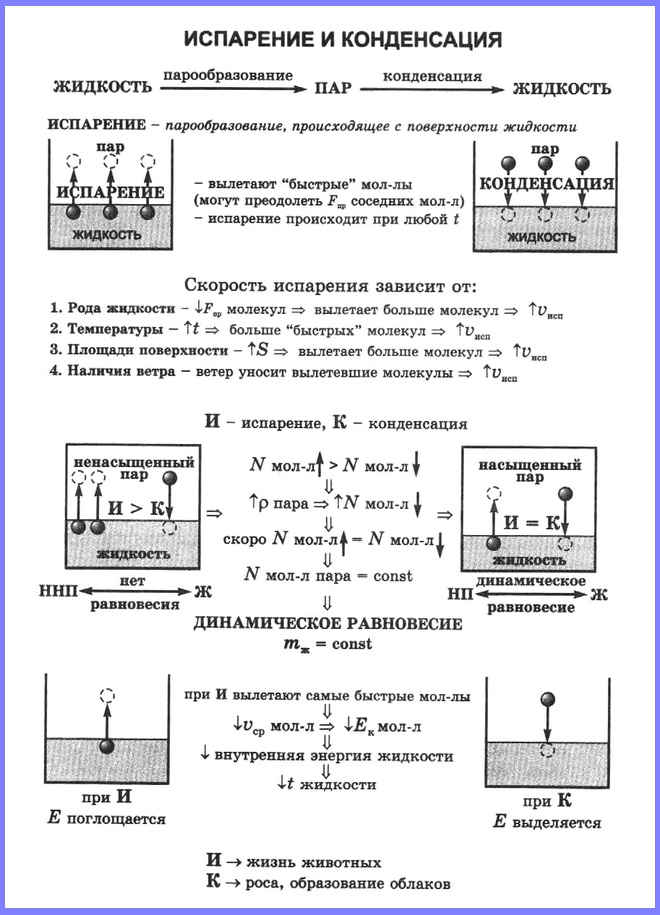 ИСПАРЕНИЕ И КОНДЕНСАЦИЯ
ЖИДКОСТЬ парообразование ПАР конденсация ЖИДКОСТЬ
ИСПАРЕНИЕ – парообразование, происходящее с поверхности жидкости
пар
ИСПАРЕНИЕ
жидкость
– вылетают “быстрые” мол-лы
(могут преодолеть Fпр соседних мол-л)
– испарение происходит при любой t
пар
КОНДЕНСАЦИЯ
жидкость
Скорость испарения зависит от:
1. Рода жидкости – ↓Fпр молекул ⇒ вылетает больше молекул ⇒ ↑υисп
2. Температуры – ↑t ⇒ больше “быстрых” молекул ⇒ ↑υисп
3. Площади поверхности – ↑S ⇒ вылетает больше молекул ⇒ ↑υисп
4. Наличия ветра – ветер уносит вылетевшие молекулы ⇒ ↑υисп
И – испарение, К – конденсация
ненасыщенный
пар
И > К
жидкость
ННП нет Ж
равновесия
⇒
N мол-л↑ > N мол-л↓
⇓
↑ρ пара ⇒ ↑N мол-л↓
⇓
скоро N мол-л↑ = N мол-л↓
⇓
N мол-л пара = const
⇓
ДИНАМИЧЕСКОЕ РАВНОВЕСИЕ
mж = const
⇒
насыщенный
пар
И = К
жидкость
динамическое
НП Ж
равновесие
при И
E поглощается
при И вылетают самые быстрые мол-лы
⇓
↓υср мол-л ⇒ ↓Eк мол-л
⇓
↓ внутренняя энергия жидкости
⇓
↓t жидкости
при К
E выделяется
И → жизнь животных
К → роса, образование облаков